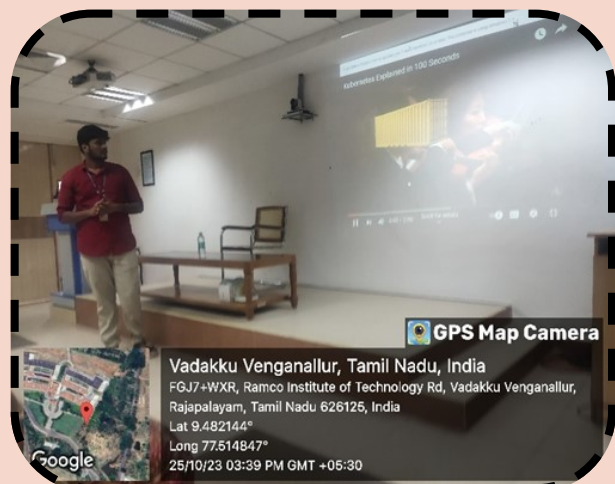 Kubernetes Explained in 100 Seconds
GPS Map Camera
Vadakku Venganallur, Tamil Nadu, India
FGJ7+WXR, Ramco Institute of Technology Rd, Vadakku Venganallur,
Rajapalayam, Tamil Nadu 626125, India
Lat 9.482144°
Long 77.514847°
25/10/23 03:39 PM GMT +05:30
Google